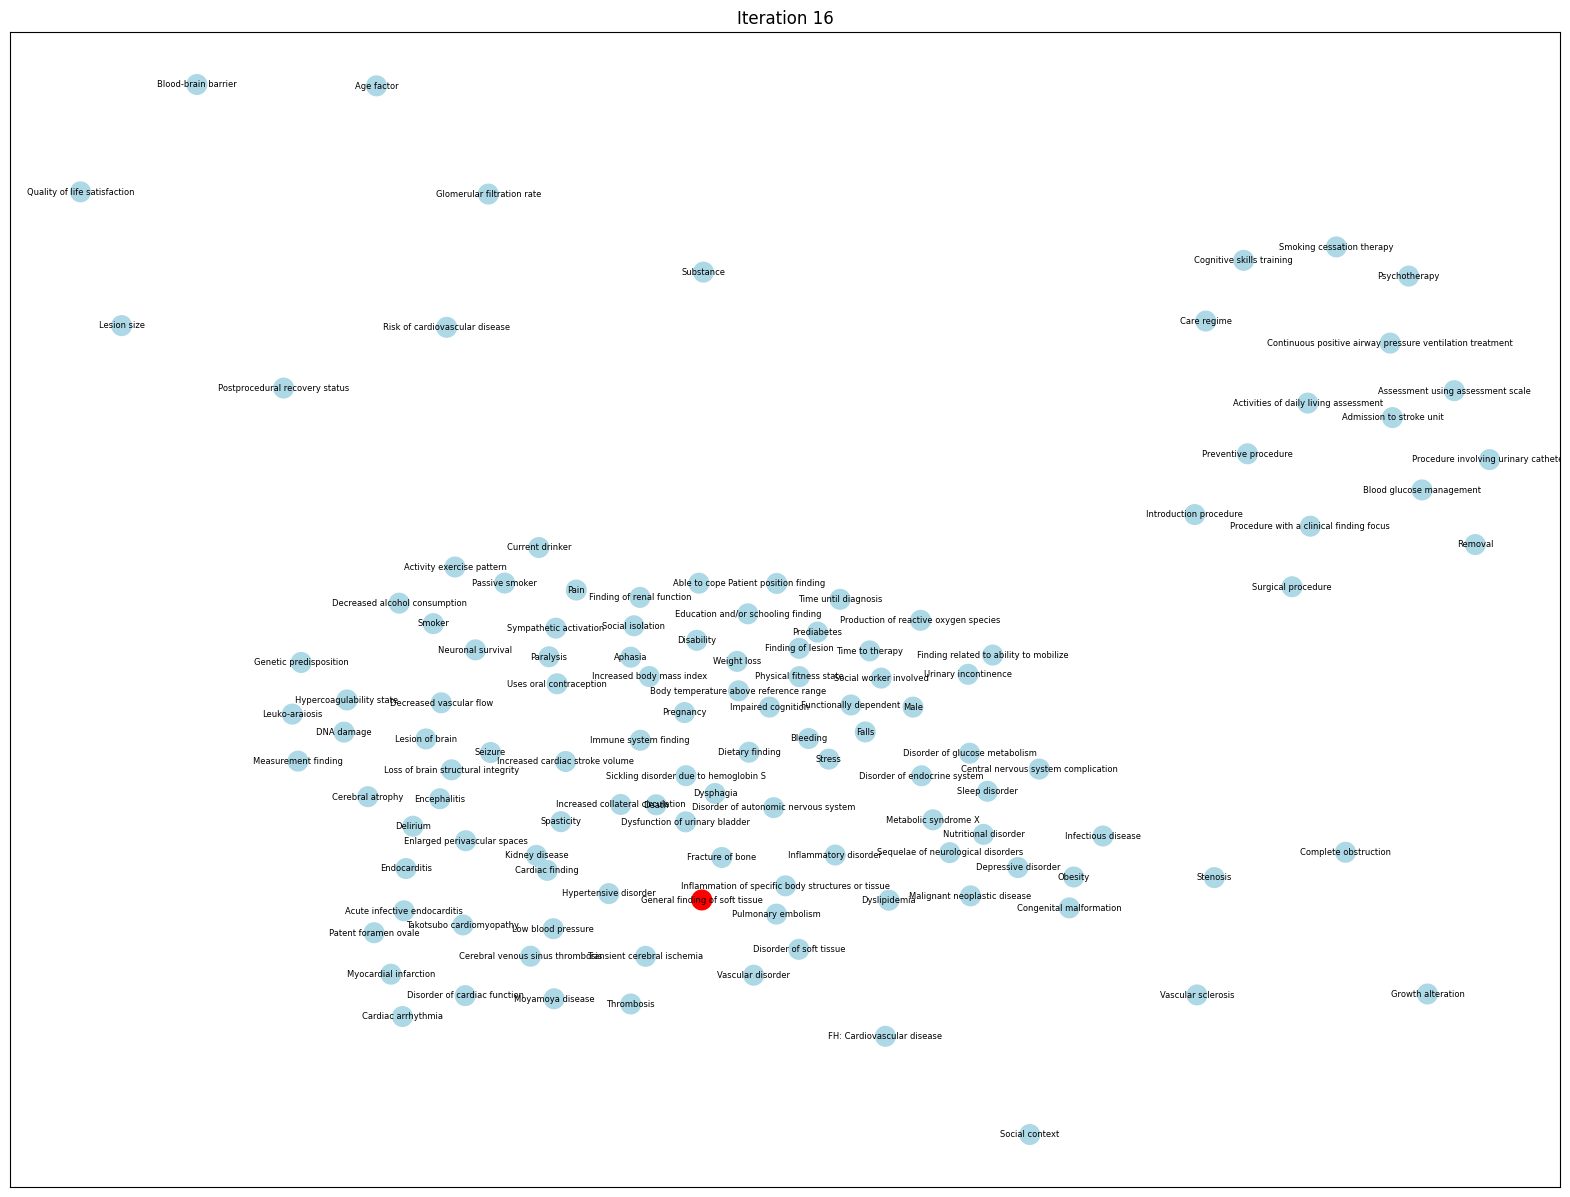 Iteration 16
Blood-brain barrier
Age factor
Quality of life satisfaction
Glomerular filtration rate
Smoking cessation therapy
Cognitive skills training
Substance
Psychotherapy
Care regime
Lesion size
Risk of cardiovascular disease
Continuous positive airway pressure ventilation treatment
Postprocedural recovery status
Assessment using assessment scale
Activities of daily living assessment
Admission to stroke unit
Preventive procedure
Procedure involving urinary cathete
Blood glucose management
Introduction procedure
Procedure with a clinical finding focus
Removal
Current drinker
Activity exercise pattern
Passive smoker
Able to cope
Patient position finding
Surgical procedure
Pain
Finding of renal function
Time until diagnosis
Decreased alcohol consumption
Education and/or schooling finding
Production of reactive oxygen species
Smoker
Sympathetic activation
Social isolation
Prediabetes
Disability
Finding of lesion
Neuronal survival
Time to therapy
Finding related to ability to mobilize
Paralysis
Aphasia
Weight loss
Genetic predisposition
Urinary incontinence
Increased body mass index
Physical fitness state
Social worker involved
Uses oral contraception
Body temperature above reference range
Hypercoagulability state
Decreased vascular flow
Functionally dependent
Impaired cognition
Male
Pregnancy
Leuko-araiosis
DNA damage
Falls
Lesion of brain
Immune system finding
Bleeding
Seizure
Dietary finding
Disorder of glucose metabolism
Stress
Measurement finding
Increased cardiac stroke volume
Loss of brain structural integrity
Central nervous system complication
Sickling disorder due to hemoglobin S
Disorder of endocrine system
Sleep disorder
Dysphagia
Cerebral atrophy
Encephalitis
Increased collateral circulation
Death
Disorder of autonomic nervous system
Spasticity
Dysfunction of urinary bladder
Metabolic syndrome X
Delirium
Nutritional disorder
Infectious disease
Enlarged perivascular spaces
Kidney disease
Fracture of bone
Inflammatory disorder
Sequelae of neurological disorders
Complete obstruction
Endocarditis
Cardiac finding
Depressive disorder
Obesity
Stenosis
Inflammation of specific body structures or tissue
Hypertensive disorder
General finding of soft tissue
Dyslipidemia
Malignant neoplastic disease
Congenital malformation
Acute infective endocarditis
Pulmonary embolism
Takotsubo cardiomyopathy
Low blood pressure
Patent foramen ovale
Disorder of soft tissue
Cerebral venous sinus thrombosis
Transient cerebral ischemia
Myocardial infarction
Vascular disorder
Disorder of cardiac function
Moyamoya disease
Thrombosis
Vascular sclerosis
Growth alteration
Cardiac arrhythmia
FH: Cardiovascular disease
Social context